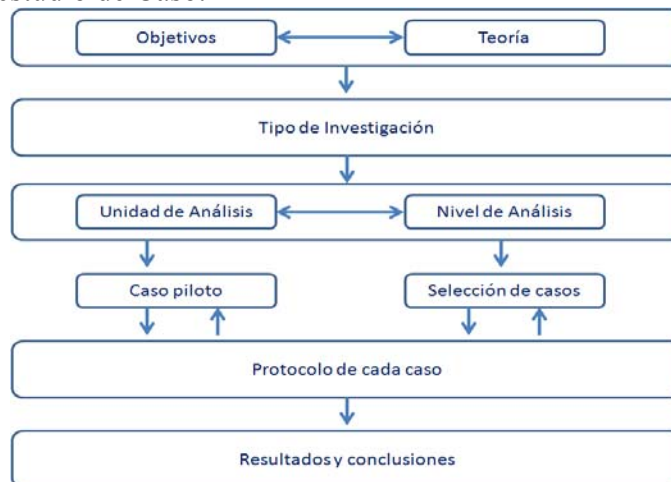 Objetivos
Teoría
Tipo de Investigación
Unidad de Análisis
Nivel de Análisis
Caso piloto
Selección de casos
Protocolo de cada caso
Resultados y conclusiones